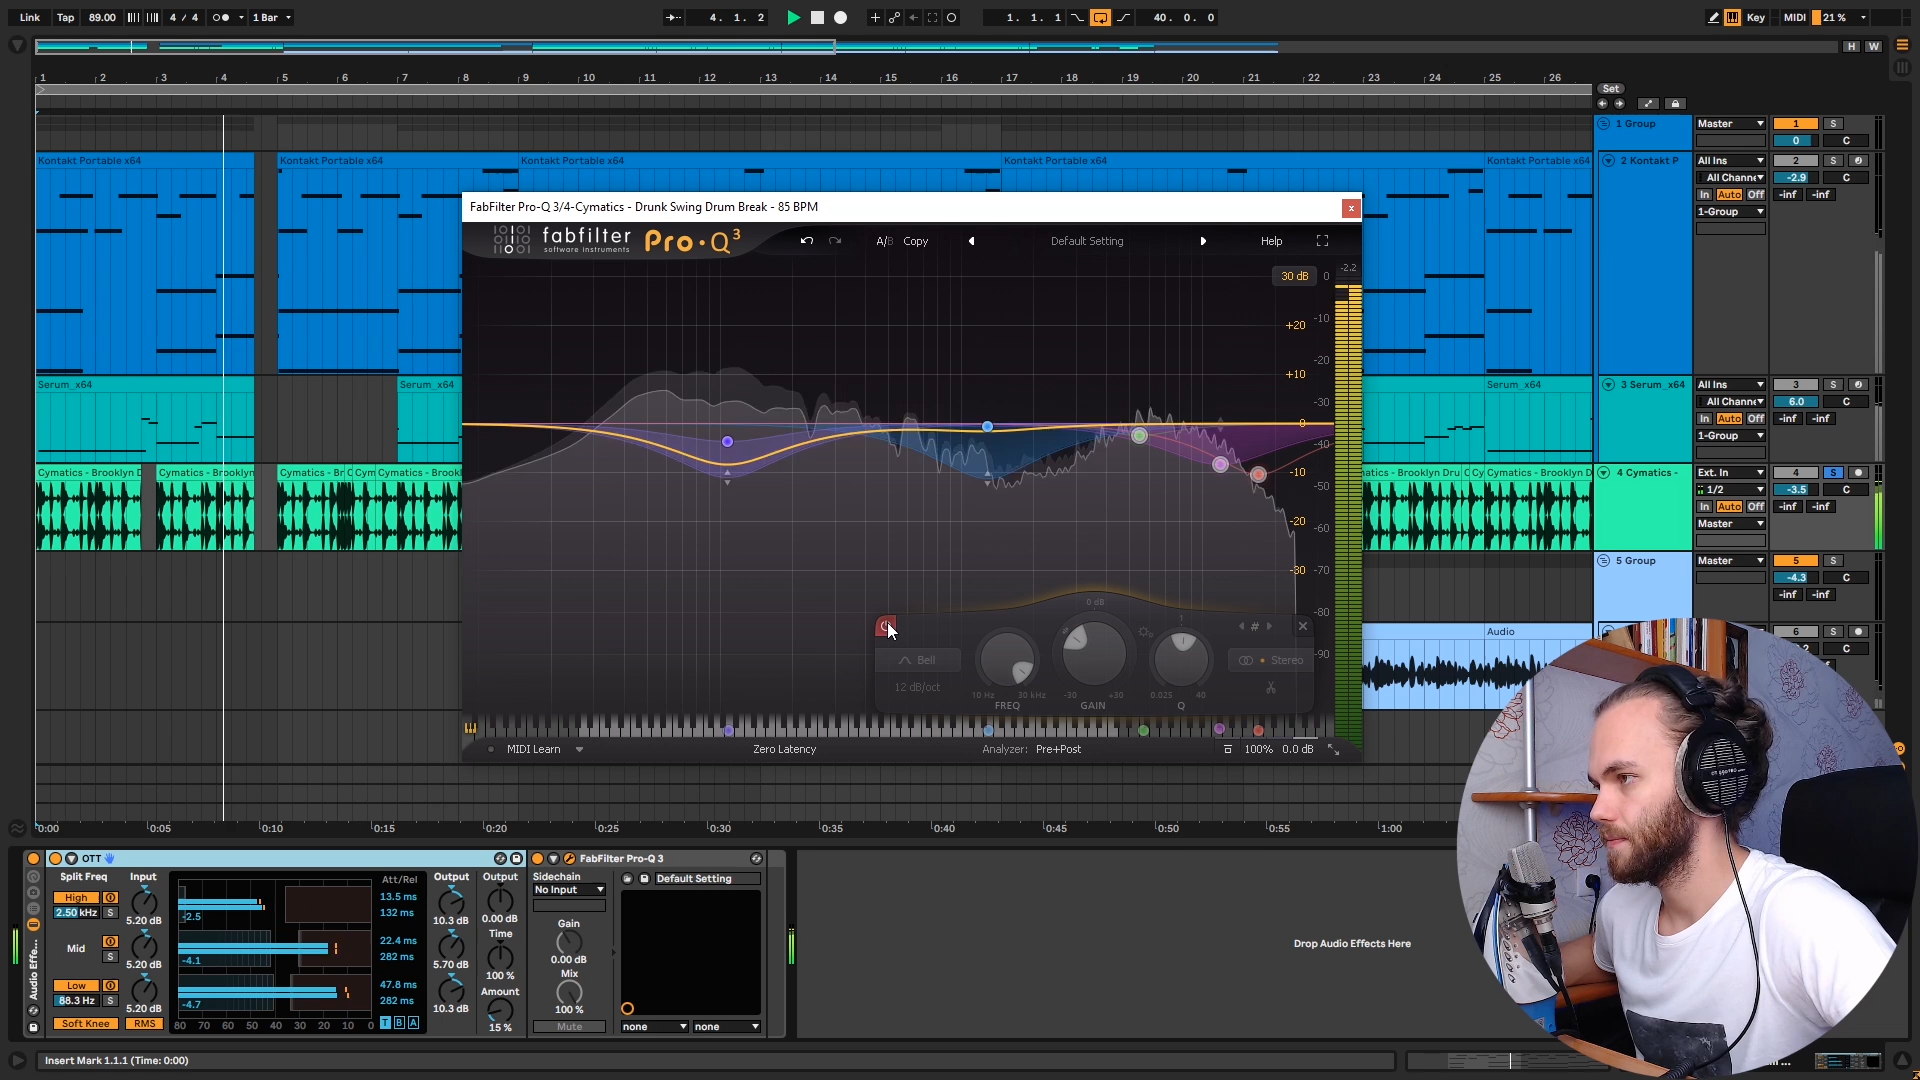 Link Tap 89.00 4 / 4 1 Bar 4. 1. 2 1. 1. 1 40. 0. 0 Key MIDI 21 %
H W
1 2 3 4 5 6 7 8 9 10 11 12 13 14 15 16 17 18 19 20 21 22 23 24 25 26
Set
1 Group Master 1 S
0 C
Kontakt Portable x64 Kontakt Portable x64 Kontakt Portable x64 Kontakt Portable x64 Kontakt Portable x64
2 Kontakt P All Ins 2 S
All Channe -2.9 C
In Auto Off -inf -inf
1-Group
FabFilter Pro-Q 3/4-Cymatics - Drunk Swing Drum Break - 85 BPM x
fabfilter
software instruments
Pro·Q3
A/B Copy Default Setting Help
30 dB 0 -2.2
-10
+20
-20
+10
-30
0
-40
-10
-50
-20
-60
-30 -70
-80
-90
Serum_x64 Serum_x64 Serum_x64
3 Serum_x64 All Ins 3 S
All Channe 6.0 C
In Auto Off -inf -inf
1-Group
Cymatics - Brooklyn D Cymatics - Brooklyn Cymatics - Br C Cym Cymatics - Brooklyn atics - Brooklyn Dru C Cy Cymatics - Brooklyn D
4 Cymatics - Ext. In 4 S
1/2 -3.5 C
In Auto Off -inf -inf
Master
5 Group Master 5 S
-4.3 C
-inf -inf
Audio 6 S
0 dB
Bell
12 dB/oct
Stereo
10 Hz 30 kHz -30 +30 0.025 40
FREQ GAIN Q
MIDI Learn Zero Latency Analyzer: Pre+Post 100% 0.0 dB
0:00 0:05 0:10 0:15 0:20 0:25 0:30 0:35 0:40 0:45 0:50 0:55 1:00
OTT
Split Freq Input Att/Rel Output Output
High 13.5 ms
2.50 kHz S 5.20 dB -2.5 132 ms 10.3 dB 0.00 dB
Time
Mid 22.4 ms
S 5.20 dB -4.1 282 ms 5.70 dB 100 %
Amount
Low 47.8 ms
88.3 Hz S 5.20 dB -4.7 282 ms 10.3 dB 15 %
Soft Knee RMS 80 70 60 50 40 30 20 10 0 T B A
Audio Effe...
FabFilter Pro-Q 3
Sidechain
No Input
Gain
0.00 dB
Mix
100 %
Mute
Default Setting
none none
Drop Audio Effects Here
Insert Mark 1.1.1 (Time: 0:00)